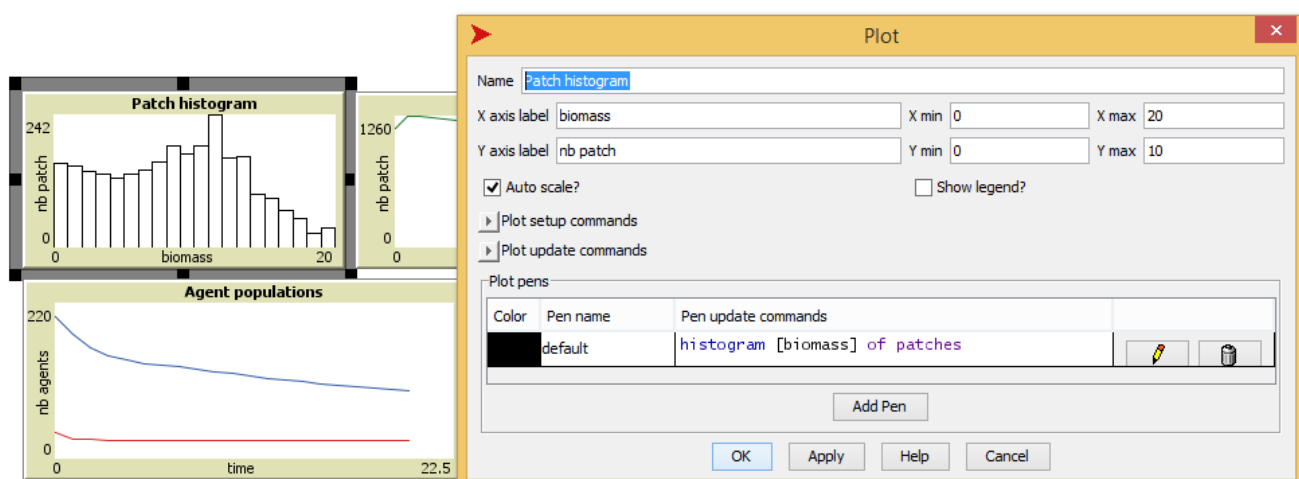 Patch histogram
242
nb patch
0
0 biomass 20
1260
nb patch
0
0
Agent populations
220
nb agents
0
0 time 22.5
Plot
Name Patch histogram
X axis label biomass X min 0 X max 20
Y axis label nb patch Y min 0 Y max 10
Auto scale? Show legend?
Plot setup commands
Plot update commands
Plot pens
Color Pen name Pen update commands
default histogram [biomass] of patches
Add Pen
OK Apply Help Cancel